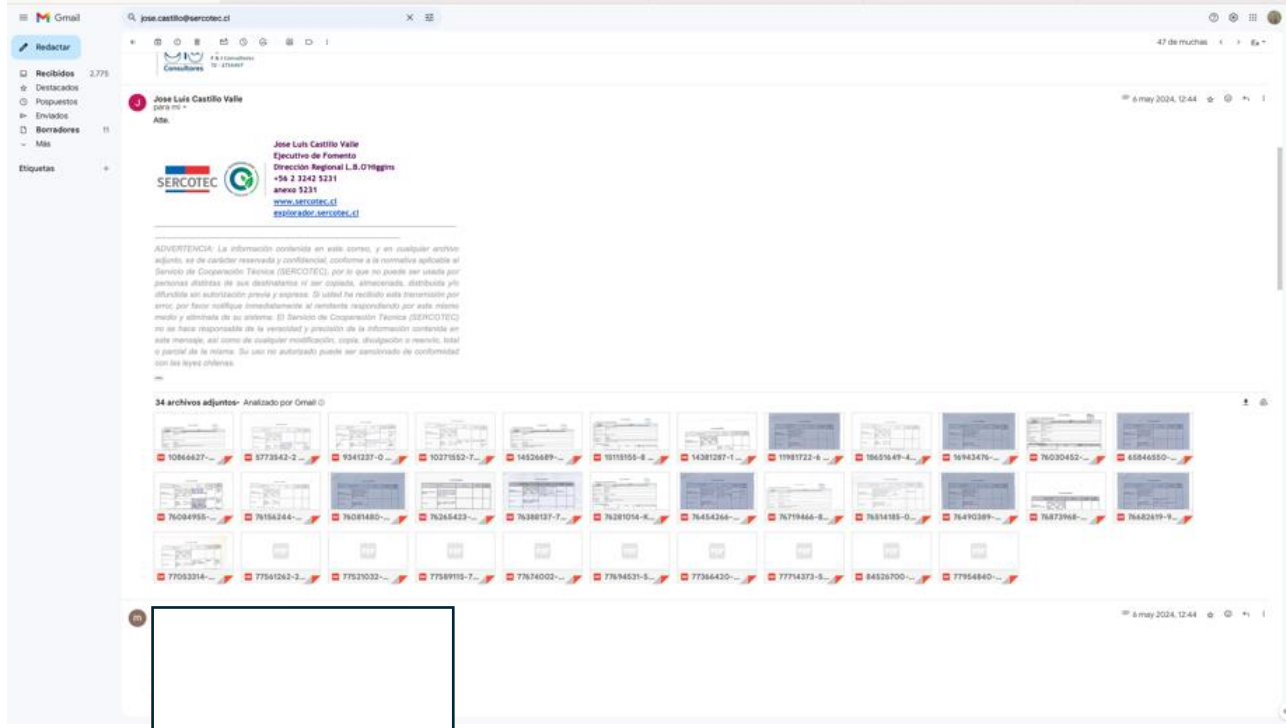 Gmail
jose.castillo@sercotec.cl
Redactar
47 de muchas
Recibidos 2,775
Destacados
Pospuestos
Enviados
Borradores 11
Más
Etiquetas
Consultores
Jose Luis Castillo Valle
para mí
6 may 2024, 12:44
Atte.
Jose Luis Castillo Valle
Ejecutivo de Fomento
Dirección Regional L.B.O'Higgins
+56 2 3242 5231
anexo 5231
www.sercotec.cl
explorador.sercotec.cl
SERCOTEC
ADVERTENCIA: La información contenida en este correo, y en cualquier archivo
adjunto, es de carácter reservada y confidencial, conforme a la normativa aplicable al
Servicio de Cooperación Técnica (SERCOTEC), por lo que no puede ser usada por
personas distintas de sus destinatarios ni ser copiada, almacenada, distribuida y/o
difundida sin autorización previa y expresa. Si usted ha recibido esta transmisión por
error, por favor notifique inmediatamente al remitente respondiendo por este mismo
medio y elimínela de su sistema. El Servicio de Cooperación Técnica (SERCOTEC)
no se hace responsable de la veracidad y precisión de la información contenida en
este mensaje, así como de cualquier modificación, copia, divulgación o reenvío, total
o parcial de la misma. Su uso no autorizado puede ser sancionado de conformidad
con las leyes chilenas.
34 archivos adjuntos• Analizado por Gmail
10866627-... 5773542-2 ... 9341237-0 ... 10271552-7... 14526689-... 15115155-8 ... 14381287-1 ... 11981722-6 ... 18651649-4... 16943476-... 76030452-... 65846550-...
76084955-... 76156244-... 76081480-... 76265423-... 76388137-7... 76281014-K... 76454266-... 76719466-8... 76514185-0... 76490389-... 76873968-... 76682619-9...
77053314-... 77561262-2... 77521032-... 77589115-7... 77674002-... 77694531-5... 77366420-... 77714373-5... 84526700-... 77954840-...
m
6 may 2024, 12:44